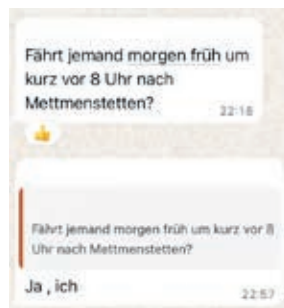 Fährt jemand morgen früh um
kurz vor 8 Uhr nach
Mettmenstetten?
22:18
Fährt jemand morgen früh um kurz vor 8
Uhr nach Mettmenstetten?
Ja , ich
22:57